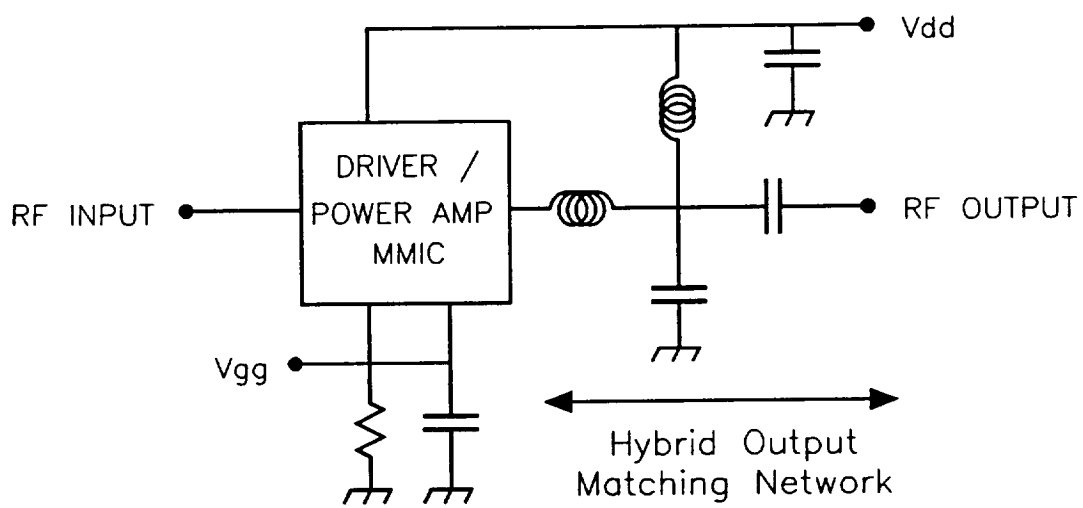 Vdd
DRIVER /
POWER AMP
MMIC
RF INPUT
RF OUTPUT
Vgg
Hybrid Output
Matching Network